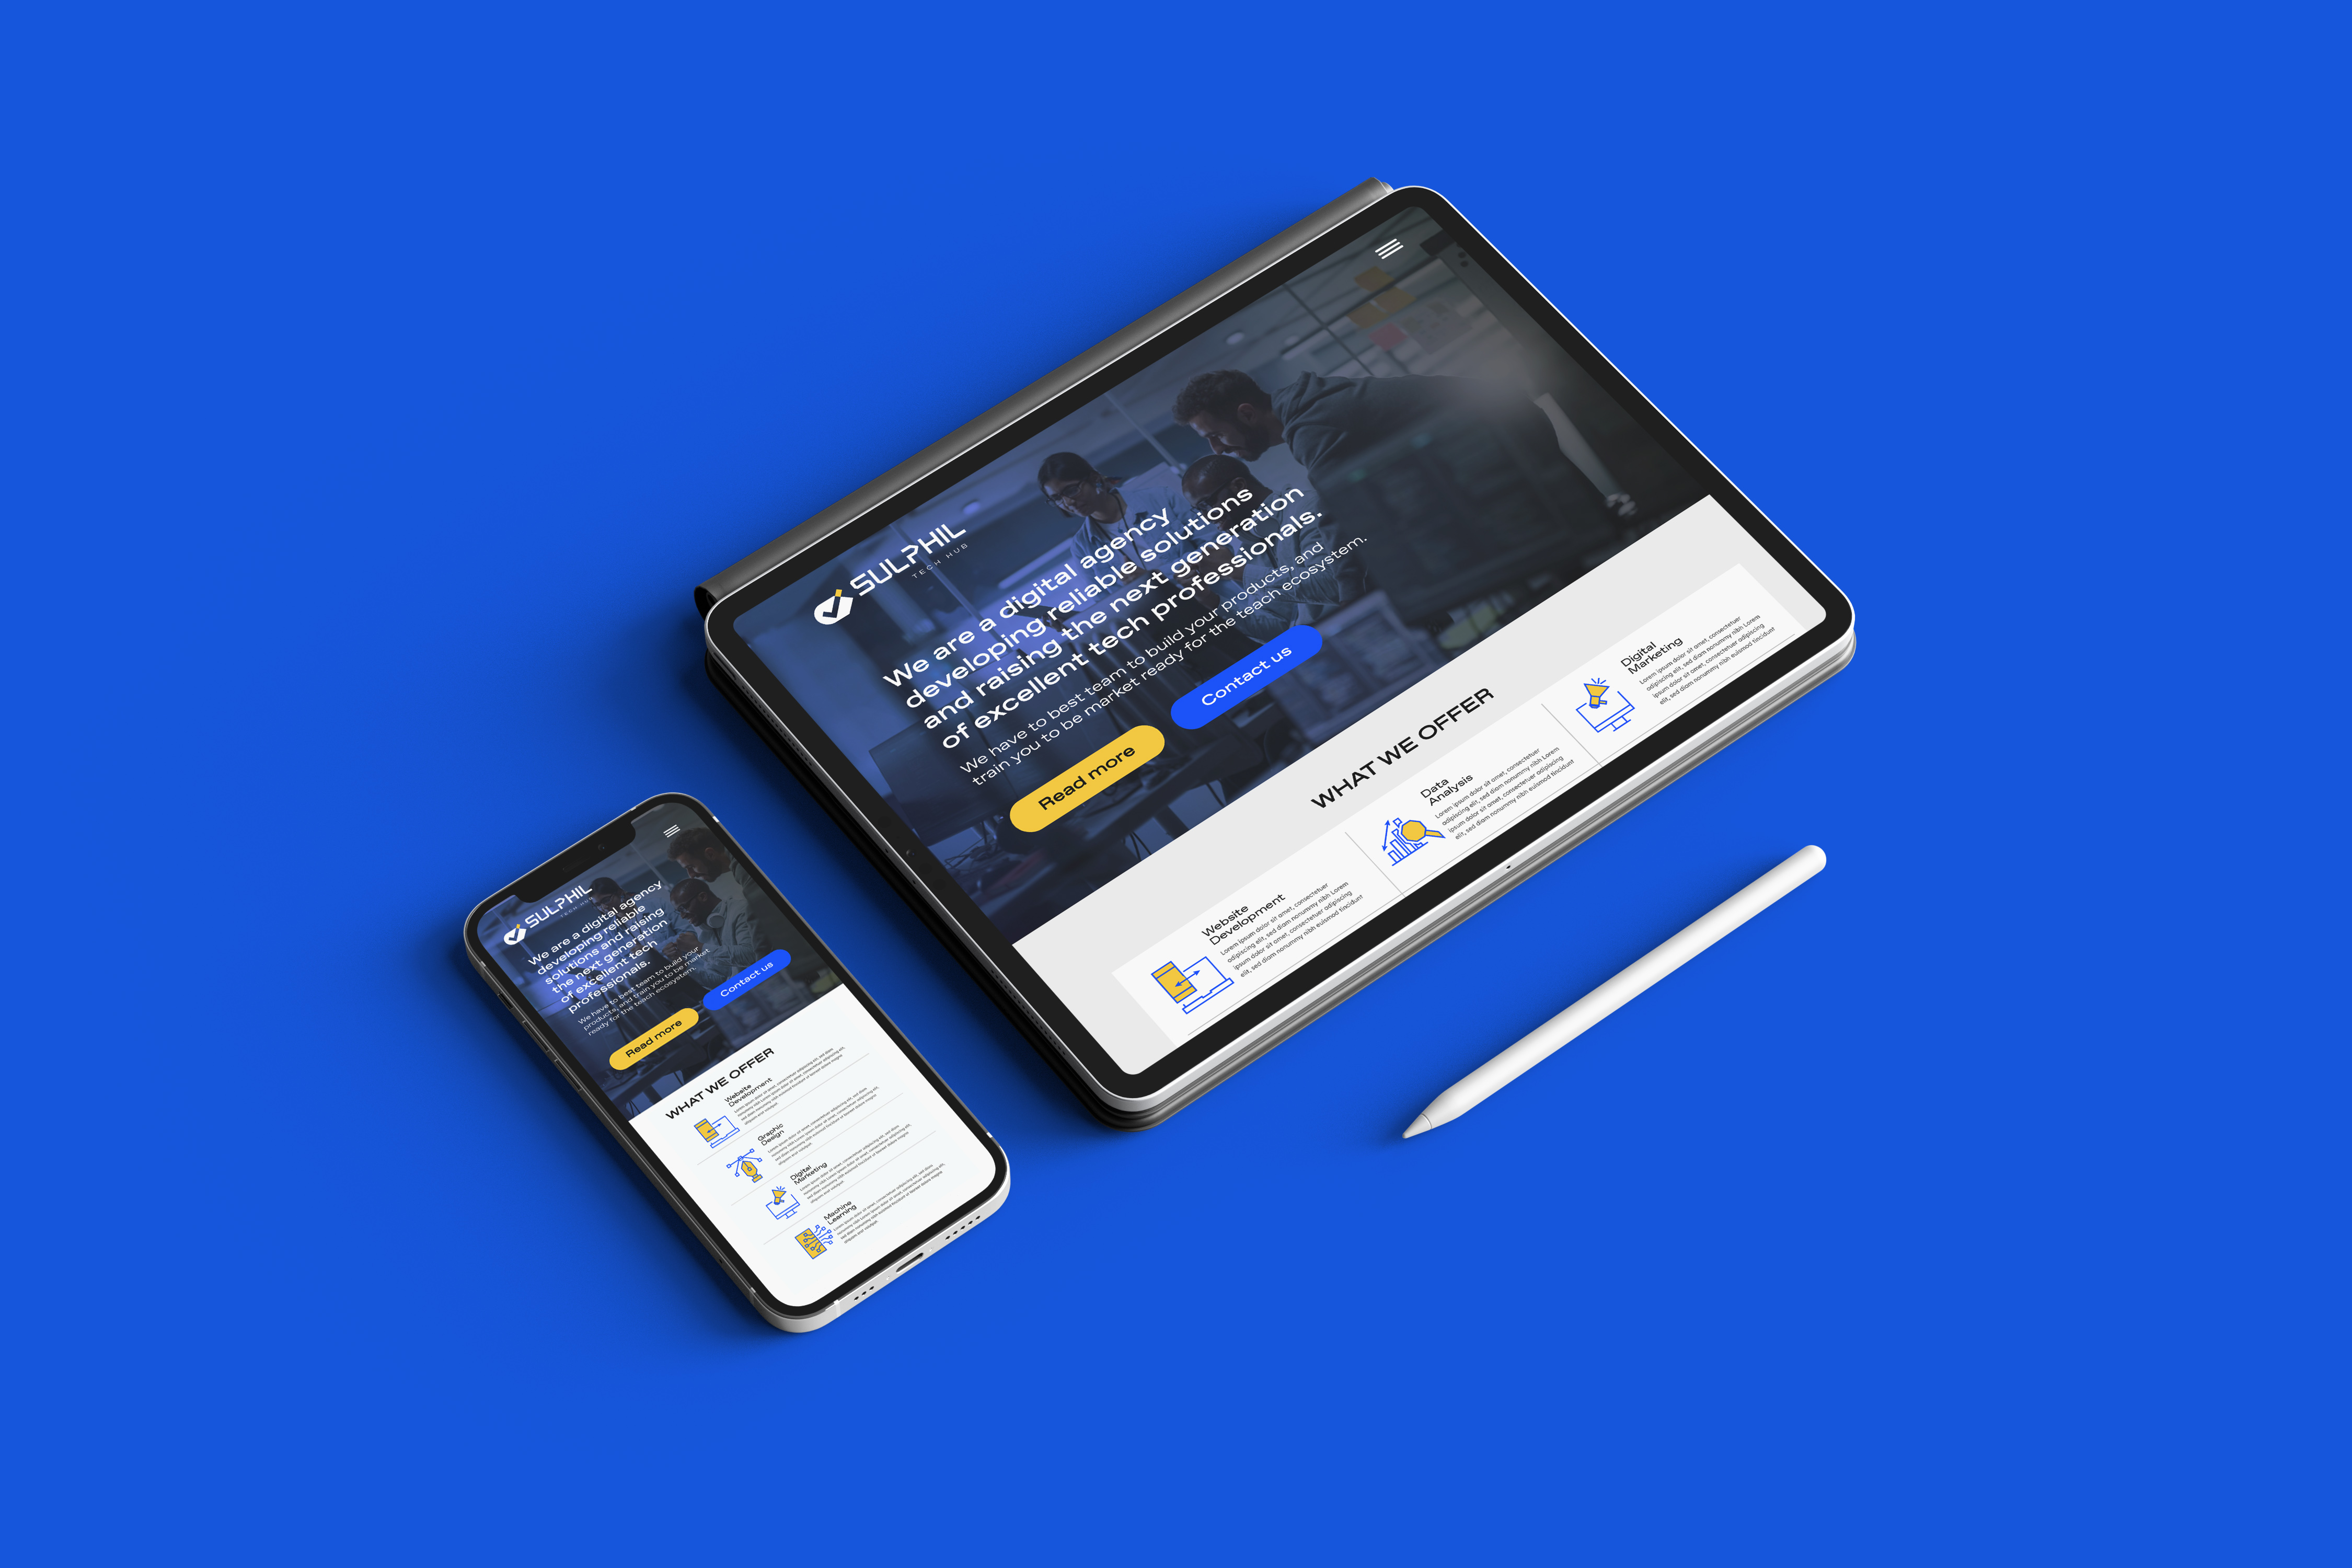 SULPHIL
TECH HUB
We are a digital agency
developing reliable solutions
and raising the next generation
of excellent tech professionals.
We have to best team to build your products, and
train you to be market ready for the teach ecosystem.
Read more
Contact us
WHAT WE OFFER
Website
Development
Lorem ipsum dolor sit amet, consectetuer
adipiscing elit, sed diam nonummy nibh Lorem
ipsum dolor sit amet, consectetuer adipiscing
elit, sed diam nonummy nibh euismod tincidunt
Data
Analysis
Lorem ipsum dolor sit amet, consectetuer
adipiscing elit, sed diam nonummy nibh Lorem
ipsum dolor sit amet, consectetuer adipiscing
elit, sed diam nonummy nibh euismod tincidunt
Digital
Marketing
Lorem ipsum dolor sit amet, consectetuer
adipiscing elit, sed diam nonummy nibh Lorem
ipsum dolor sit amet, consectetuer adipiscing
elit, sed diam nonummy nibh euismod tincidunt
SULPHIL
TECH HUB
We are a digital agency
developing reliable
solutions and raising
the next generation
of excellent tech
professionals.
We have to best team to build your
products, and train you to be market
ready for the teach ecosystem.
Read more
Contact us
WHAT WE OFFER
Website
Development
Graphic
Design
Digital
Marketing
Machine
Learning